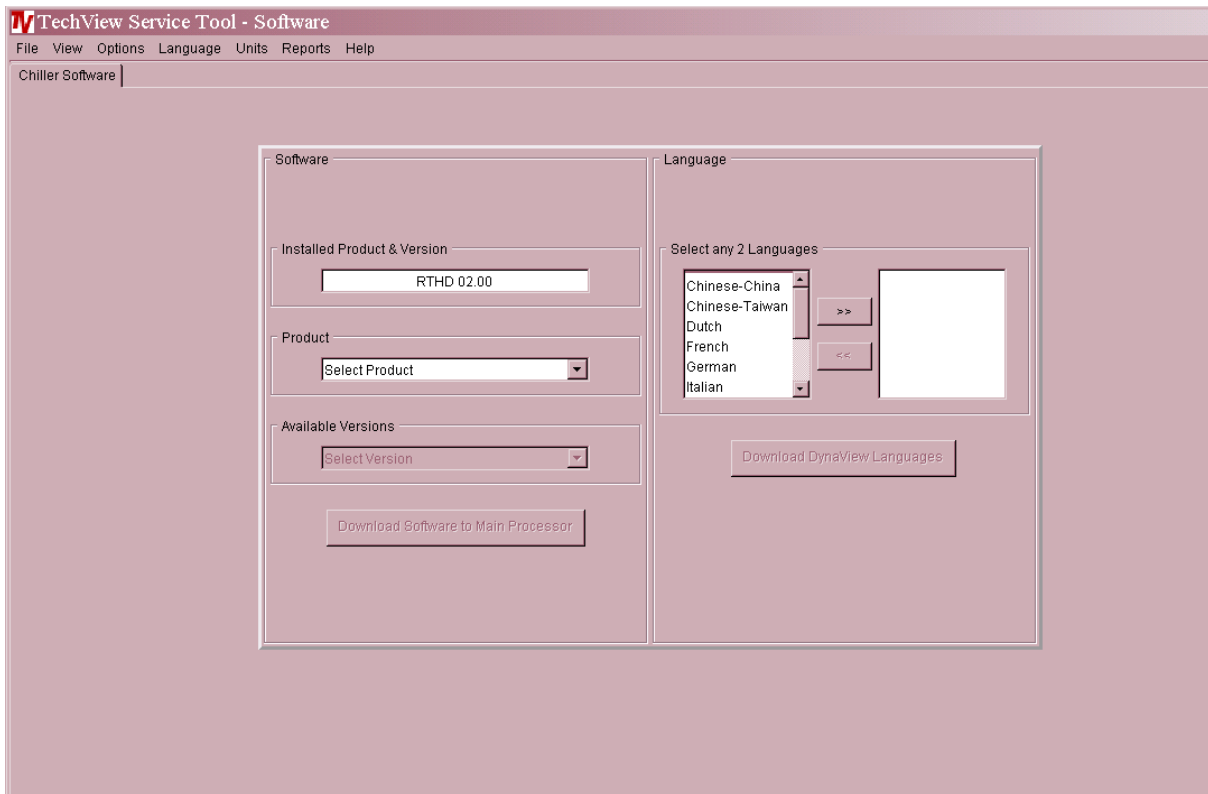 TV TechView Service Tool - Software
File View Options Language Units Reports Help
Chiller Software
Software
Installed Product & Version
RTHD 02.00
Product
Select Product
Available Versions
Select Version
Download Software to Main Processor
Language
Select any 2 Languages
Chinese-China
Chinese-Taiwan
Dutch
French
German
Italian
>>
<<
Download DynaView Languages